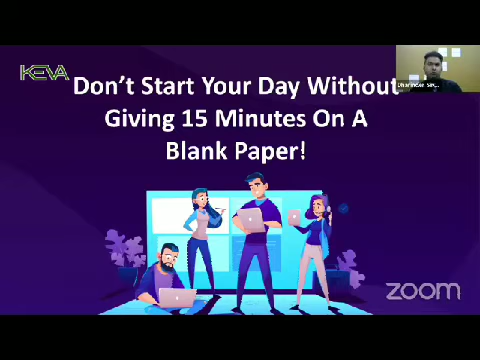 KEVA
Don't Start Your Day Without
Giving 15 Minutes On A
Blank Paper!
zoom